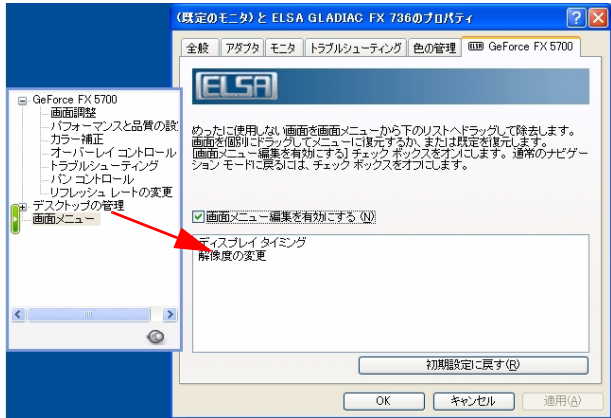 (既定のモニタ) と ELSA GLADIAC FX 736のプロパティ
全般 アダプタ モニタ トラブルシューティング 色の管理 GeForce FX 5700
ELSA
めったに使用しない画面を画面メニューから下のリストへドラッグして除去します。
画面を個別にドラッグしてメニューに復元するか、または既定を復元します。
[画面メニュー編集を有効にする] チェック ボックスをオンにします。通常のナビゲー
ション モードに戻るには、チェック ボックスをオフにします。
画面メニュー編集を有効にする (N)
ディスプレイ タイミング
解像度の変更
初期設定に戻す(R)
OK キャンセル 適用(A)
GeForce FX 5700
画面調整
パフォーマンスと品質の設
カラー補正
オーバーレイ コントロール
トラブルシューティング
パン コントロール
リフレッシュ レートの変更
デスクトップの管理
画面メニュー